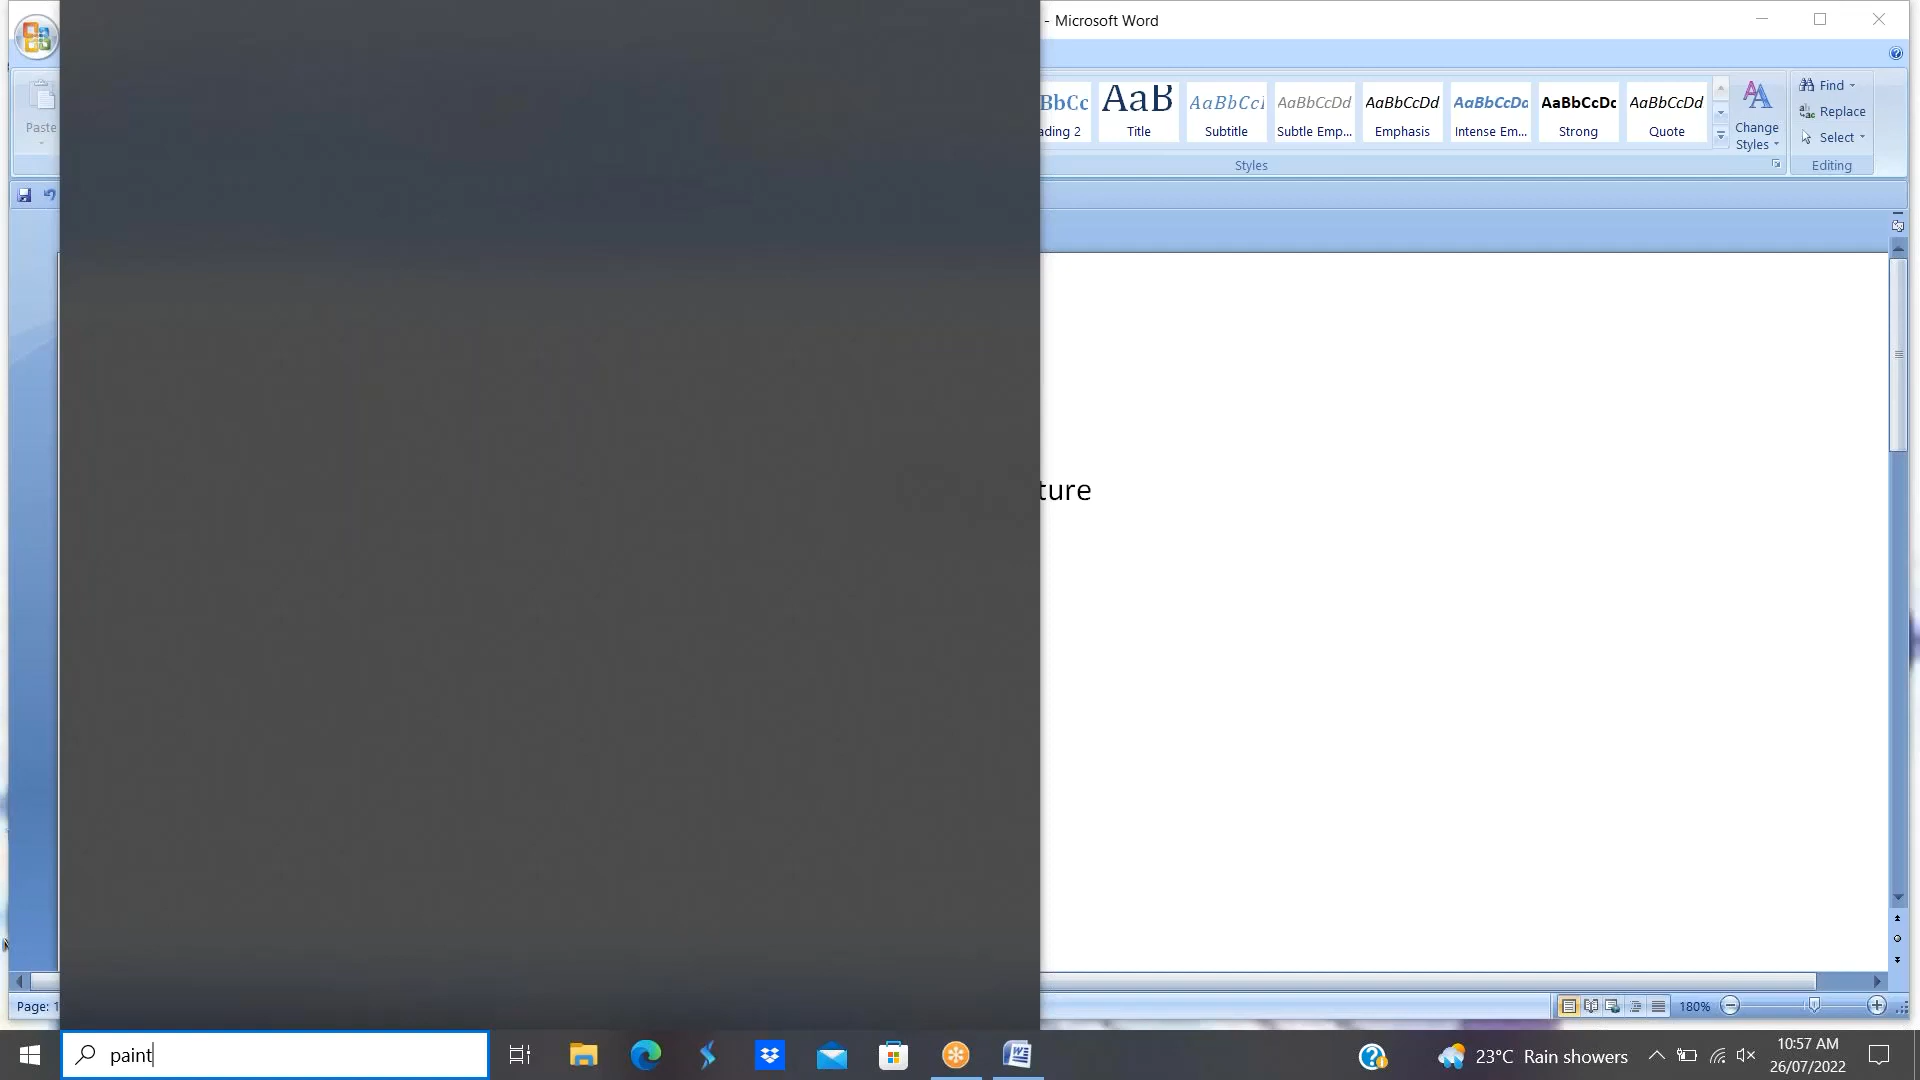 - Microsoft Word
Paste
BbCc
AaB
AaBbCcI
AaBbCcDd
AaBbCcDd
AaBbCcDd
AaBbCcDc
AaBbCcDd
ading 2
Title
Subtitle
Subtle Emp...
Emphasis
Intense Em...
Strong
Quote
Change
Styles
Find
Replace
Select
Styles
Editing
ture
Page: 1
180%
paint
23°C Rain showers
10:57 AM
26/07/2022